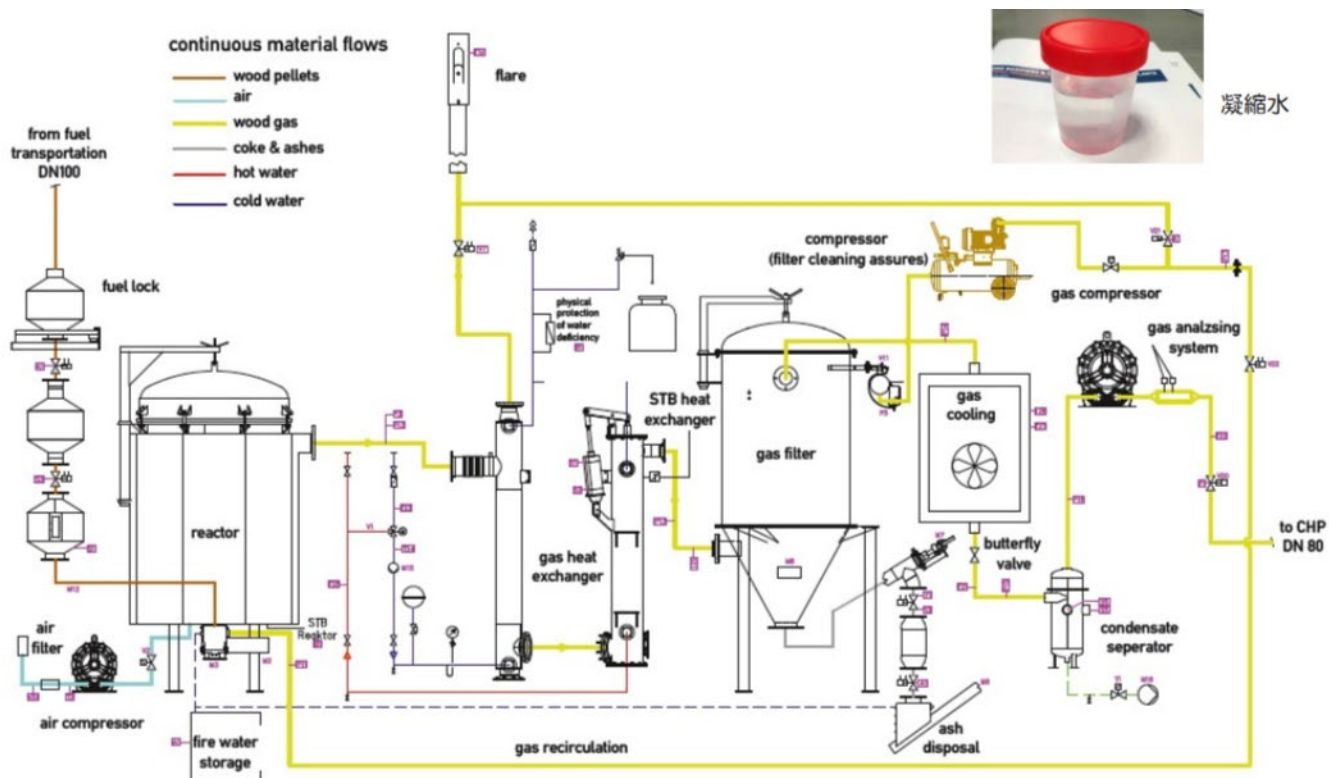 continuous material flows
wood pellets
air
wood gas
coke & ashes
hot water
cold water
flare
凝縮水
from fuel
transportation
DN100
fuel lock
compressor
(filter cleaning assures)
gas compressor
physical
protection
of water
deficiency
gas analzsing
system
STB heat
exchanger
gas
cooling
gas filter
reactor
gas heat
exchanger
butterfly
valve
to CHP
DN 80
STB
Reaktor
air
filter
condensate
seperator
air compressor
fire water
storage
gas recirculation
ash
disposal